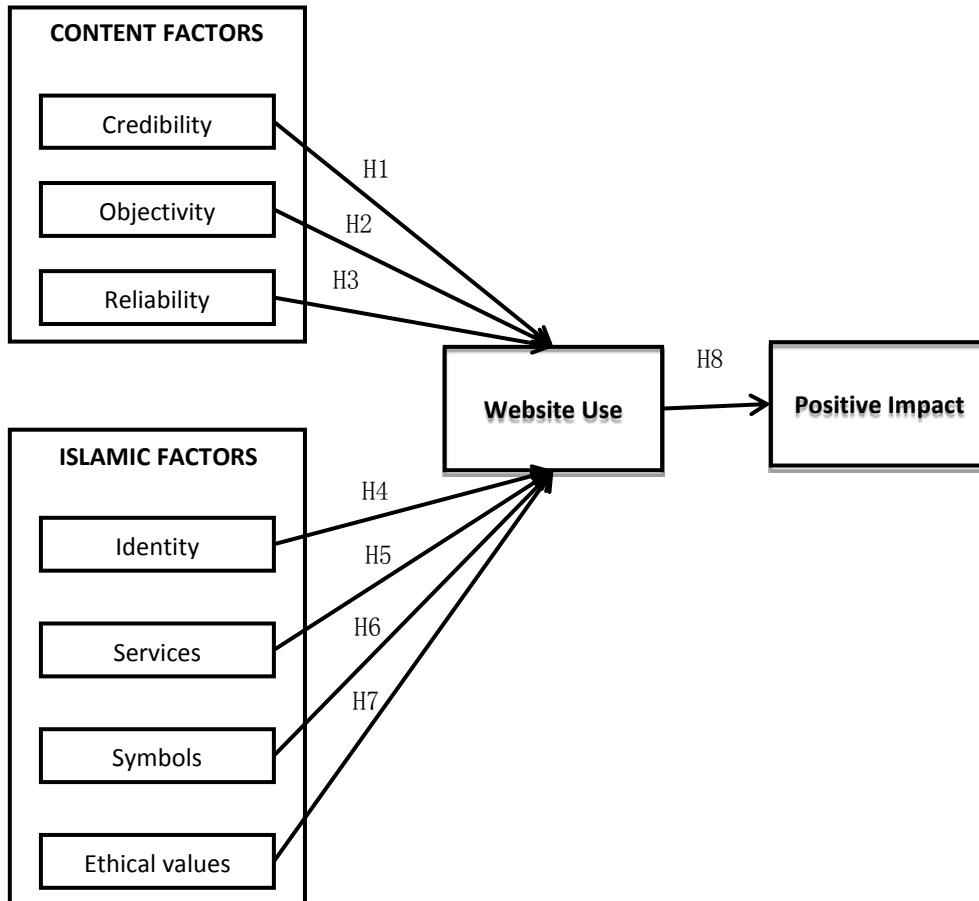 CONTENT FACTORS
Credibility
H1
Objectivity
H2
Reliability
H3
Website Use
H8
Positive Impact
ISLAMIC FACTORS
Identity
H4
Services
H5
Symbols
H6
Ethical values
H7